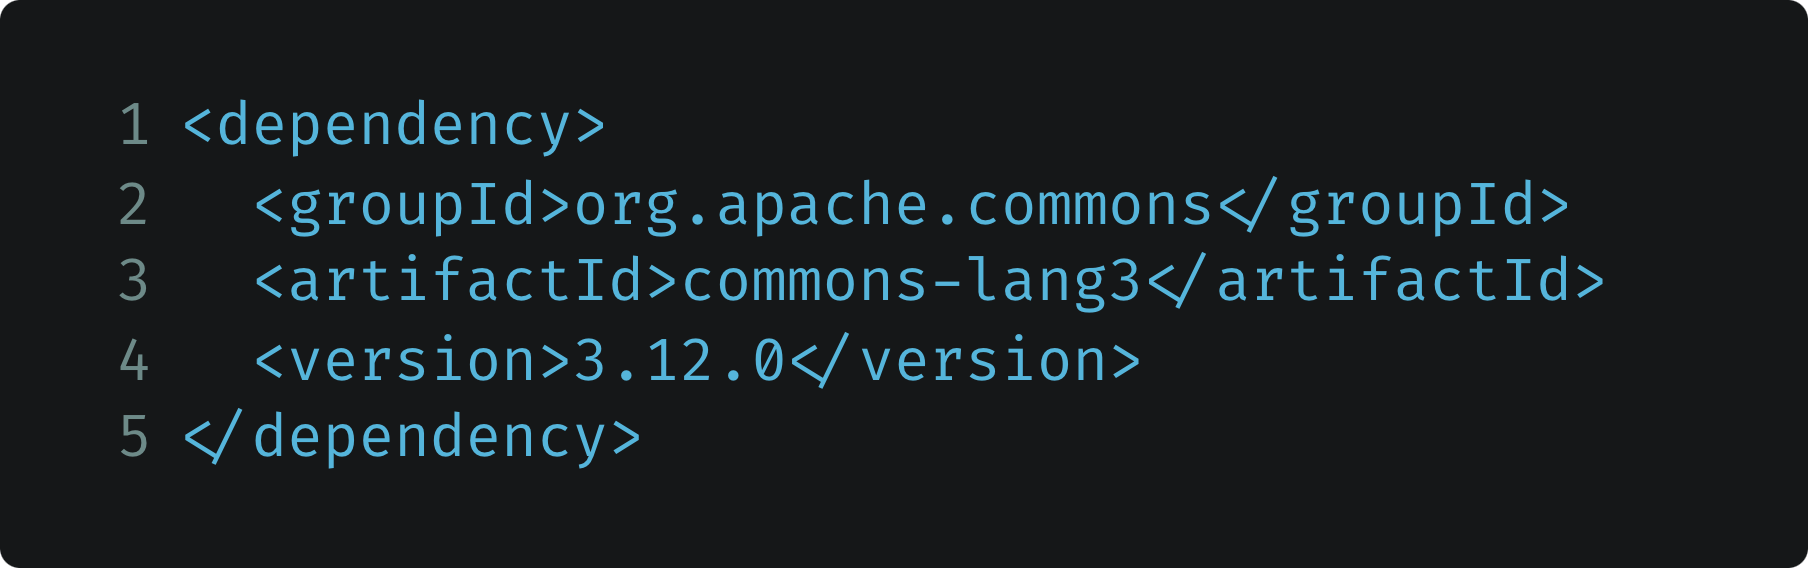 1 <dependency>
2   <groupId>org.apache.commons</groupId>
3   <artifactId>commons-lang3</artifactId>
4   <version>3.12.0</version>
5 </dependency>